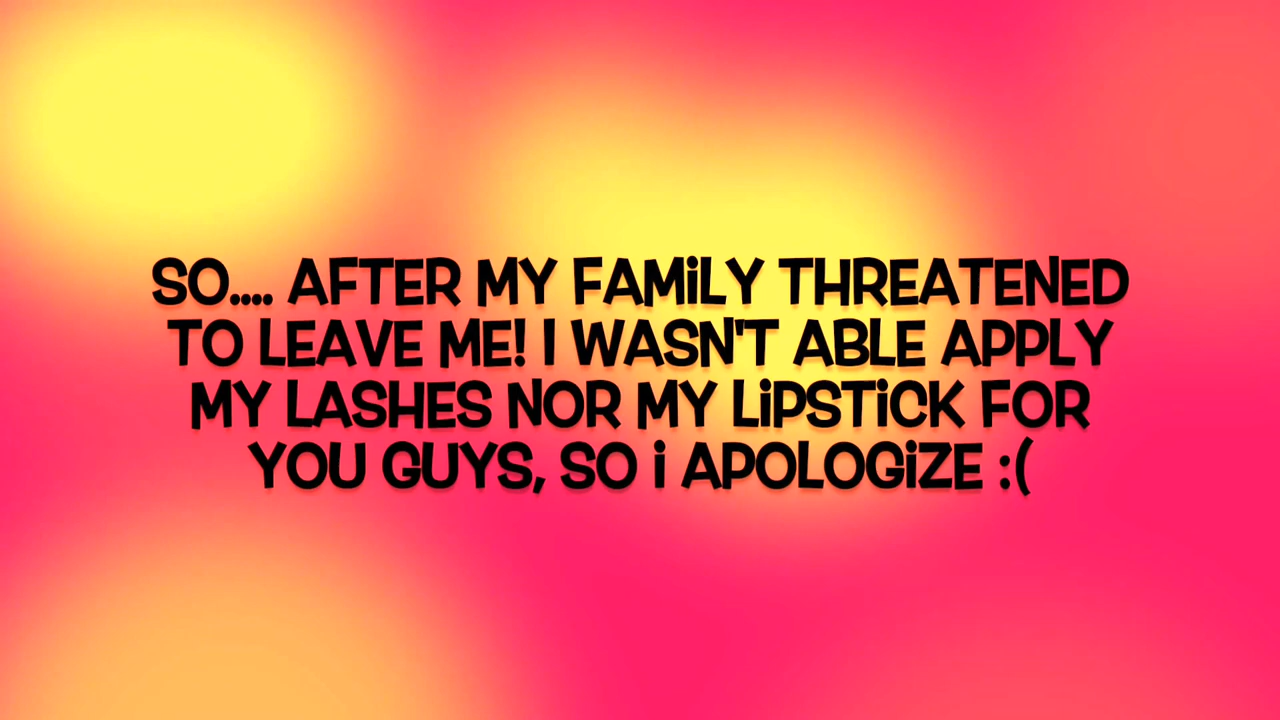 SO.... AFTER MY FAMiLY THREATENED
TO LEAVE ME! I WASN'T ABLE APPLY
MY LASHES NOR MY LiPSTiCK FOR
YOU GUYS, SO i APOLOGiZE :(